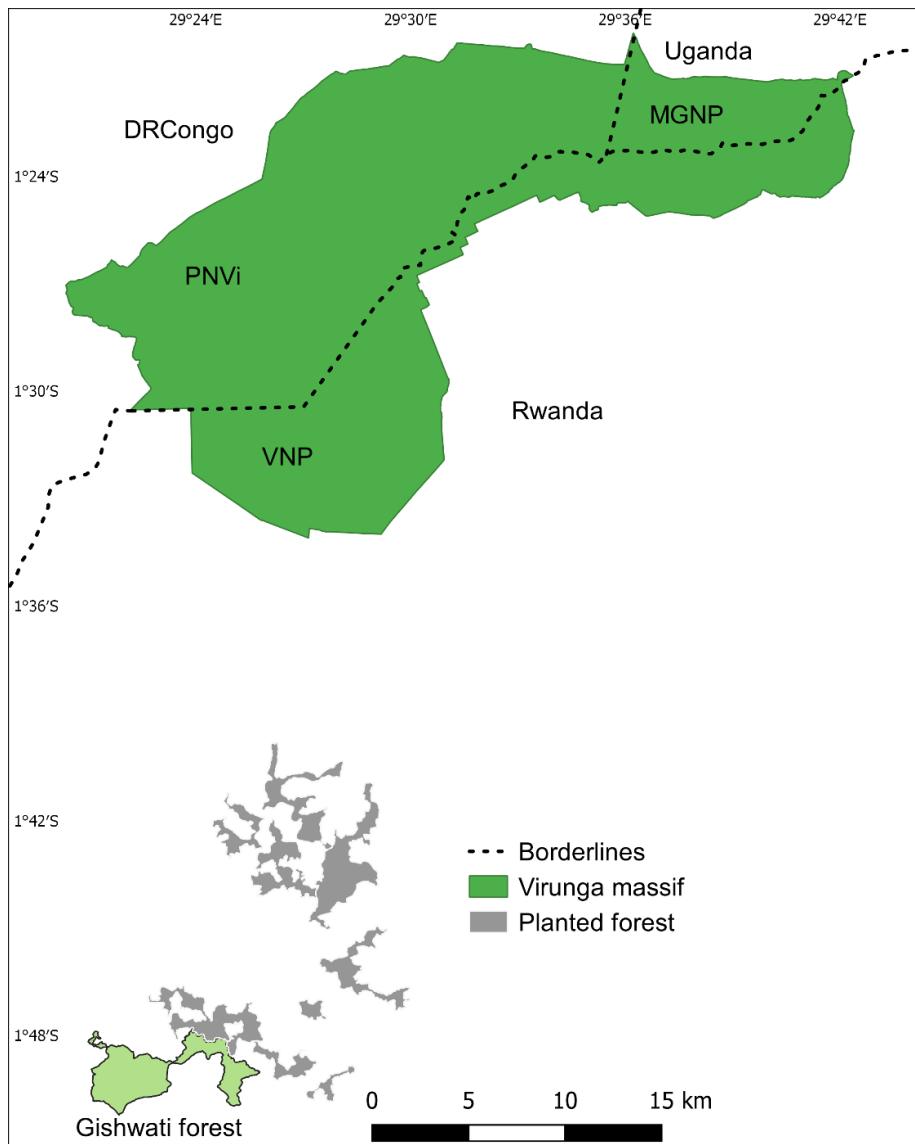 29°24′E 29°30′E 29°36′E 29°42′E
Uganda
DRCongo
MGNP
1°24′S
PNVi
1°30′S
Rwanda
VNP
1°36′S
1°42′S
Borderlines
Virunga massif
Planted forest
1°48′S
0 5 10 15 km
Gishwati forest